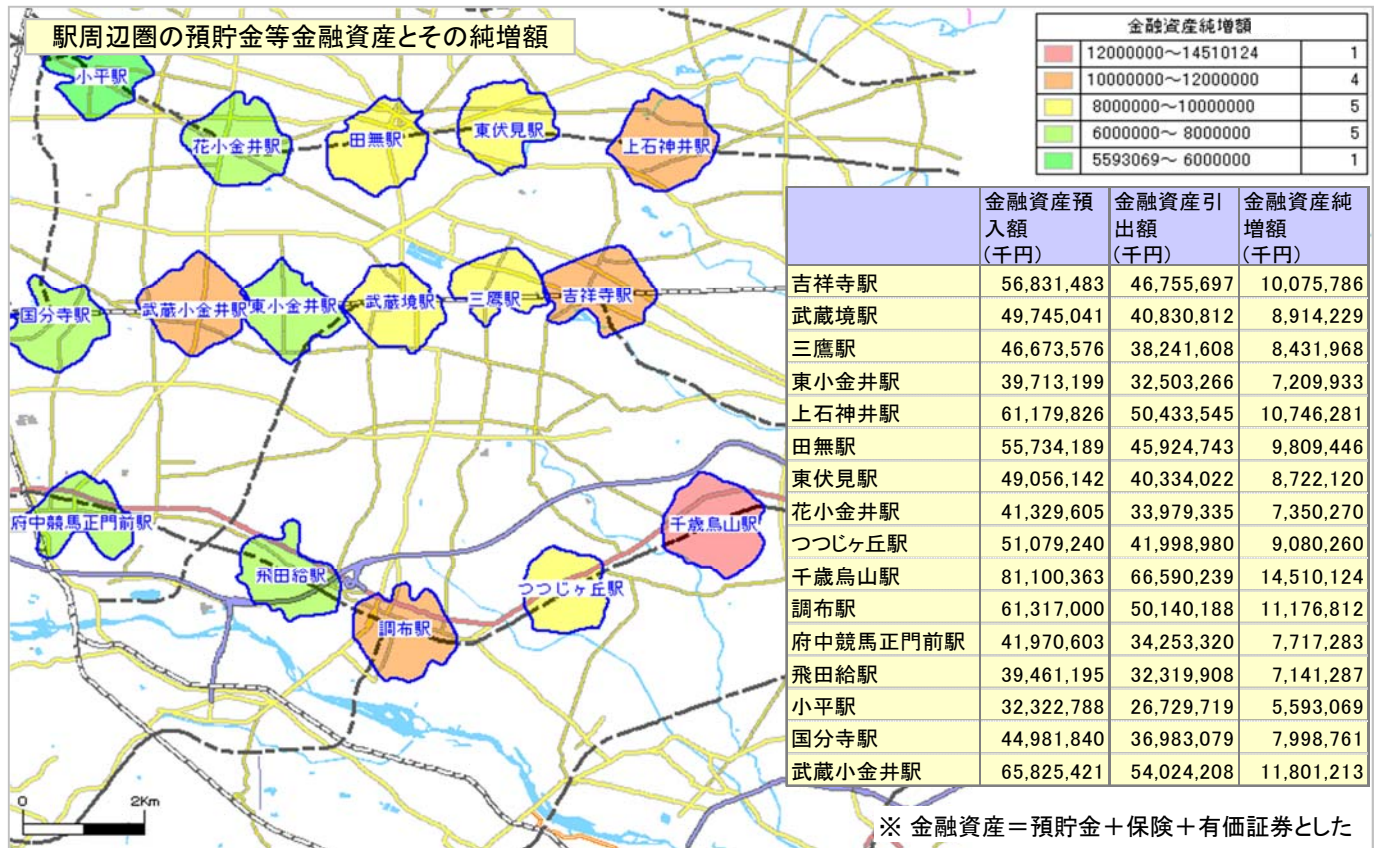 駅周辺圏の預貯金等金融資産とその純増額
金融資産純増額
12000000～14510124 1
10000000～12000000 4
8000000～10000000 5
6000000～ 8000000 5
5593069～ 6000000 1
小平駅
花小金井駅
田無駅
東伏見駅
上石神井駅
国分寺駅
武蔵小金井駅
東小金井駅
武蔵境駅
三鷹駅
吉祥寺駅
府中競馬正門前駅
飛田給駅
調布駅
つつじヶ丘駅
千歳烏山駅
0 2Km
金融資産預 金融資産引 金融資産純
入額 出額 増額
(千円) (千円) (千円)
吉祥寺駅 56,831,483 46,755,697 10,075,786
武蔵境駅 49,745,041 40,830,812 8,914,229
三鷹駅 46,673,576 38,241,608 8,431,968
東小金井駅 39,713,199 32,503,266 7,209,933
上石神井駅 61,179,826 50,433,545 10,746,281
田無駅 55,734,189 45,924,743 9,809,446
東伏見駅 49,056,142 40,334,022 8,722,120
花小金井駅 41,329,605 33,979,335 7,350,270
つつじヶ丘駅 51,079,240 41,998,980 9,080,260
千歳烏山駅 81,100,363 66,590,239 14,510,124
調布駅 61,317,000 50,140,188 11,176,812
府中競馬正門前駅 41,970,603 34,253,320 7,717,283
飛田給駅 39,461,195 32,319,908 7,141,287
小平駅 32,322,788 26,729,719 5,593,069
国分寺駅 44,981,840 36,983,079 7,998,761
武蔵小金井駅 65,825,421 54,024,208 11,801,213
※ 金融資産＝預貯金＋保険＋有価証券とした